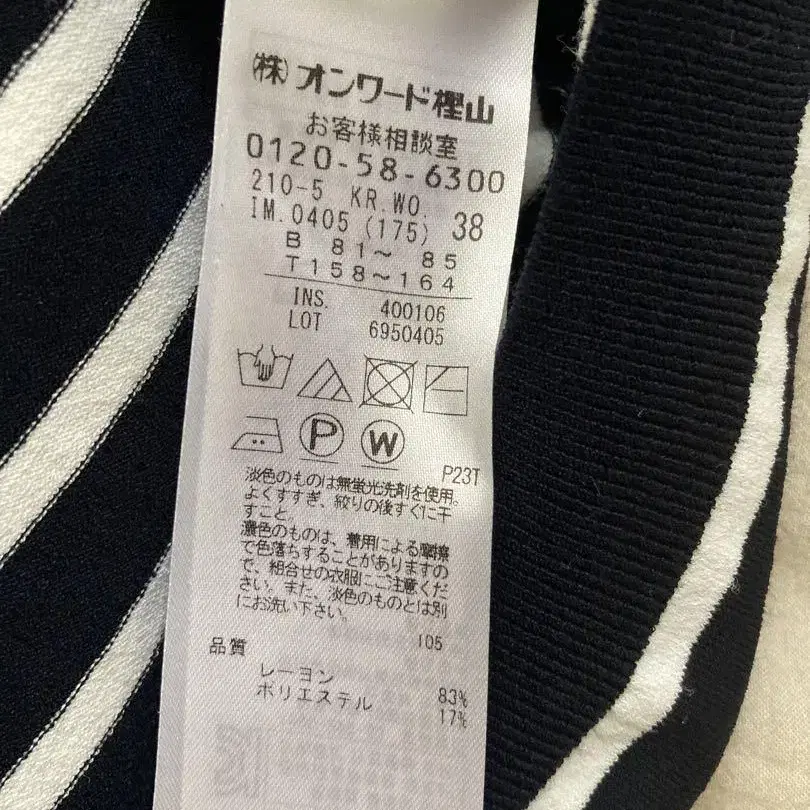 (株)オンワード樫山
お客様相談室
0120-58-6300
210-5 KR.WO.
IM.0405 (175) 38
B 81～ 85
T158～164
INS. 400106
LOT 6950405
P W
P23T
淡色のものは無蛍光洗剤を使用。
よくすすぎ、絞りの後すぐに干
すこと。
濃色のものは、着用による摩擦
で色落ちすることがありますの
で、組合せの衣服にご注意くだ
さい。また、淡色のものとは別
にお洗い下さい。
105
品質
レーヨン 83%
ポリエステル 17%